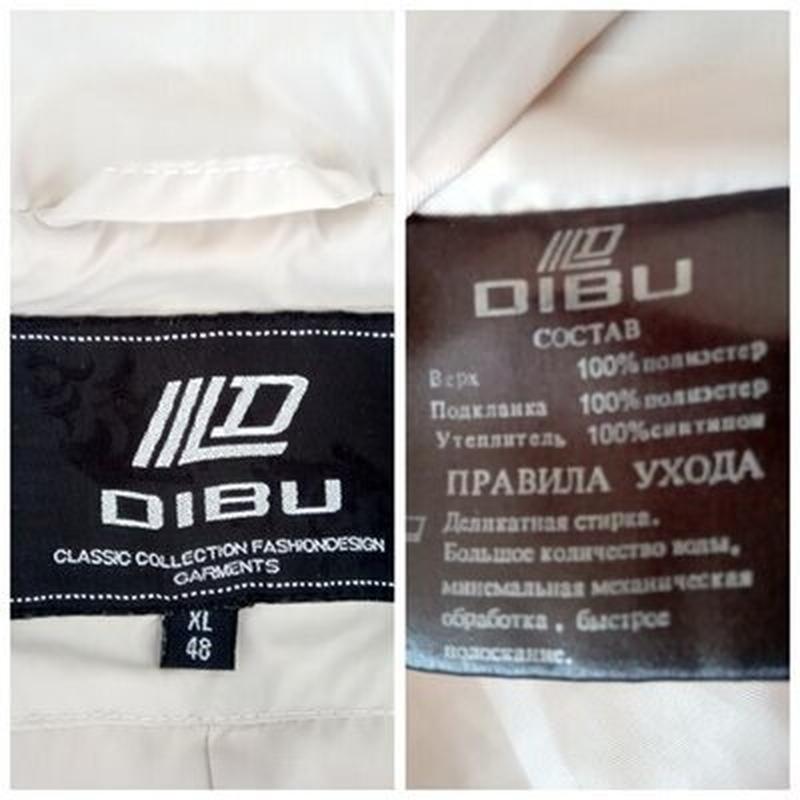 DIBU
CLASSIC COLLECTION FASHIONDESIGN
GARMENTS
XL
48
DIBU
СОСТАВ
Верх 100% полиэстер
Подкладка 100% полиэстер
Утеплитель 100% синтипон
ПРАВИЛА УХОДА
Деликатная стирка.
Большое количество воды,
минемальная механическая
обработка, быстрое
полоскание.